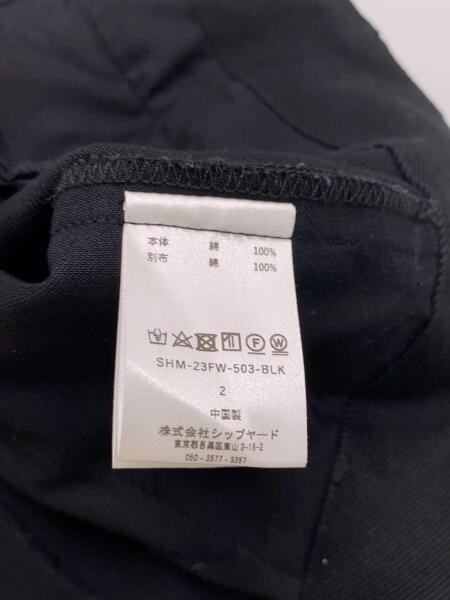 本体 綿 100%
別布 綿 100%
F W
SHM-23FW-503-BLK
2
中国製
株式会社シップヤード
東京都目黒区東山3-16-2
050-3577-3357